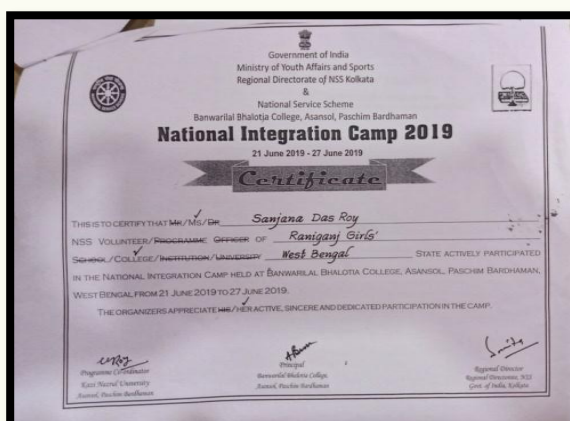 Government of India
Ministry of Youth Affairs and Sports
Regional Directorate of NSS Kolkata
&
National Service Scheme
Banwarilal Bhalotia College, Asansol, Paschim Bardhaman
National Integration Camp 2019
21 June 2019 - 27 June 2019
Certificate
THIS IS TO CERTIFY THAT MR/MS/DR Sanjana Das Roy
NSS VOLUNTEER/PROGRAMME OFFICER OF Raniganj Girls'
SCHOOL/COLLEGE/INSTITUTION/UNIVERSITY West Bengal STATE ACTIVELY PARTICIPATED
IN THE NATIONAL INTEGRATION CAMP HELD AT BANWARILAL BHALOTIA COLLEGE, ASANSOL, PASCHIM BARDHAMAN,
WEST BENGAL FROM 21 JUNE 2019 TO 27 JUNE 2019.
THE ORGANIZERS APPRECIATE HIS/HER ACTIVE, SINCERE AND DEDICATED PARTICIPATION IN THE CAMP.
Programme Co-ordinator
Kazi Nazrul University
Asansol, Paschim Bardhaman
Principal
Banwarilal Bhalotia College,
Asansol, Paschim Bardhaman
Regional Director
Regional Directorate, NSS
Govt. of India, Kolkata